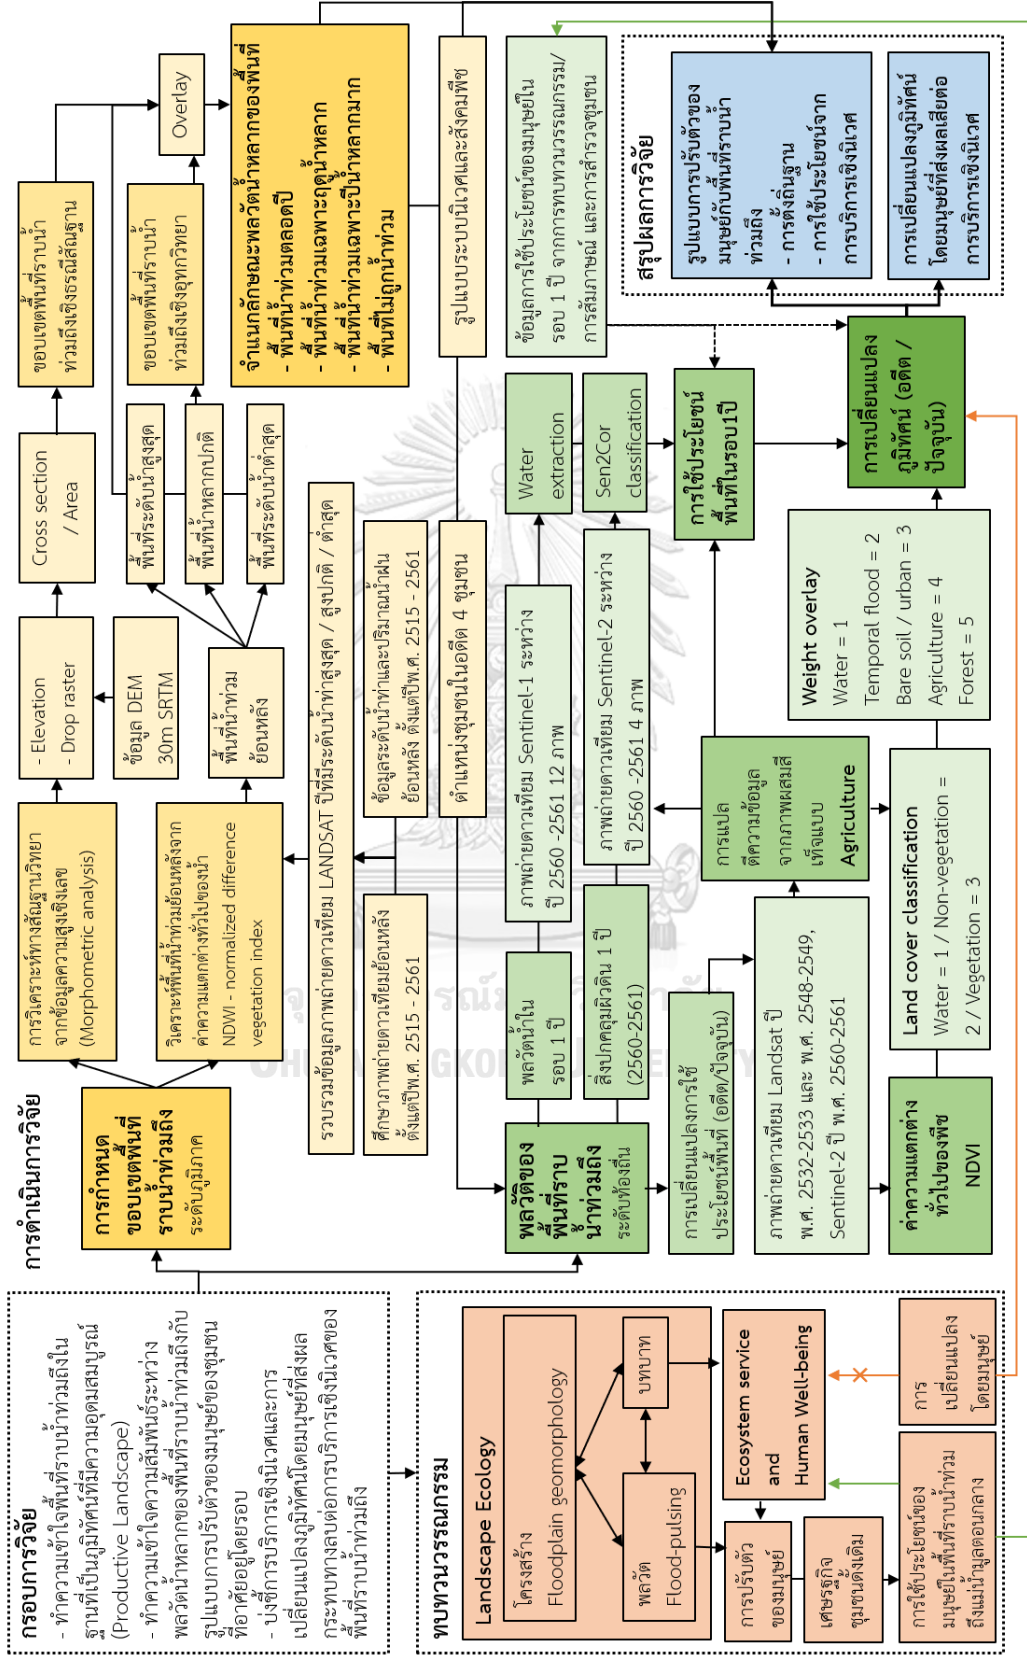 กรอบการวิจัย
- ทำความเข้าใจพื้นที่ราบน้ำท่วมถึงใน
ฐานที่เป็นภูมิทัศน์ที่มีความอุดมสมบูรณ์
(Productive Landscape)
- ทำความเข้าใจความสัมพันธ์ระหว่าง
พลวัตน้ำหลากของพื้นที่ราบน้ำท่วมถึงกับ
รูปแบบการปรับตัวของมนุษย์ของชุมชน
ที่อาศัยอยู่โดยรอบ
- บ่งชี้การบริการเชิงนิเวศและการ
เปลี่ยนแปลงภูมิทัศน์โดยมนุษย์ที่ส่งผล
กระทบทางลบต่อการบริการเชิงนิเวศของ
พื้นที่ราบน้ำท่วมถึง
ทบทวนวรรณกรรม
Landscape Ecology
โครงสร้าง
Floodplain geomorphology
พลวัต
Flood-pulsing
บทบาท
การปรับตัว
ของมนุษย์
Ecosystem service
and
Human Well-being
เศรษฐกิจ
ชุมชนดั้งเดิม
การใช้ประโยชน์ของ
มนุษย์ในพื้นที่ราบน้ำท่วม
ถึงแม่น้ำมูลตอนกลาง
การ
เปลี่ยนแปลง
โดยมนุษย์
การดำเนินการวิจัย
การกำหนด
ขอบเขตพื้นที่
ราบน้ำท่วมถึง
ระดับภูมิภาค
การวิเคราะห์ทางสัณฐานวิทยา
จากข้อมูลความสูงเชิงเลข
(Morphometric analysis)
- Elevation
- Drop raster
ข้อมูล DEM
30m SRTM
Cross section
/ Area
ขอบเขตพื้นที่ราบน้ำ
ท่วมถึงเชิงธรณีสัณฐาน
วิเคราะห์พื้นที่น้ำท่วมย้อนหลังจาก
ค่าความแตกต่างทั่วไปของน้ำ
NDWI - normalized difference
vegetation index
พื้นที่น้ำท่วม
ย้อนหลัง
พื้นที่ระดับน้ำสูงสุด
พื้นที่น้ำหลากปกติ
พื้นที่ระดับน้ำต่ำสุด
ขอบเขตพื้นที่ราบน้ำ
ท่วมถึงเชิงอุทกวิทยา
Overlay
จำแนกลักษณะพลวัตน้ำหลากของพื้นที่
- พื้นที่น้ำท่วมตลอดปี
- พื้นที่น้ำท่วมเฉพาะฤดูน้ำหลาก
- พื้นที่น้ำท่วมเฉพาะปีน้ำหลากมาก
- พื้นที่ไม่ถูกน้ำท่วม
รวบรวมข้อมูลภาพถ่ายดาวเทียม LANDSAT ปีที่มีระดับน้ำท่าสูงสุด / สูงปกติ / ต่ำสุด
ศึกษาภาพถ่ายดาวเทียมย้อนหลัง
ตั้งแต่ปีพ.ศ. 2515 - 2561
ข้อมูลระดับน้ำท่าและปริมาณน้ำฝน
ย้อนหลัง ตั้งแต่ปีพ.ศ. 2515 - 2561
ตำแหน่งชุมชนในอดีต 4 ชุมชน
รูปแบบระบบนิเวศและสังคมพืช
จุฬาลงกรณ์มหาวิทยาลัย
CHULALONGKORN UNIVERSITY
พลวัติของ
พื้นที่ราบ
น้ำท่วมถึง
ระดับท้องถิ่น
พลวัตน้ำใน
รอบ 1 ปี
ภาพถ่ายดาวเทียม Sentinel-1 ระหว่าง
ปี 2560 -2561 12 ภาพ
Water
extraction
สิ่งปกคลุมผิวดิน 1 ปี
(2560-2561)
ภาพถ่ายดาวเทียม Sentinel-2 ระหว่าง
ปี 2560 -2561 4 ภาพ
Sen2Cor
classification
ข้อมูลการใช้ประโยชน์ของมนุษย์ใน
รอบ 1 ปี จากการทบทวนวรรณกรรม/
การสัมภาษณ์ และการสำรวจชุมชน
การเปลี่ยนแปลงการใช้
ประโยชน์พื้นที่ (อดีต/ปัจจุบัน)
ภาพถ่ายดาวเทียม Landsat ปี
พ.ศ. 2532-2533 และ พ.ศ. 2548-2549,
Sentinel-2 ปี พ.ศ. 2560-2561
การแปล
ตีความข้อมูล
จากภาพผสมสี
เท็จแบบ
Agriculture
การใช้ประโยชน์
พื้นที่ในรอบ1ปี
ค่าความแตกต่าง
ทั่วไปของพืช
NDVI
Land cover classification
Water = 1 / Non-vegetation =
2 / Vegetation = 3
Weight overlay
Water = 1
Temporal flood = 2
Bare soil / urban = 3
Agriculture = 4
Forest = 5
การเปลี่ยนแปลง
ภูมิทัศน์ (อดีต /
ปัจจุบัน)
สรุปผลการวิจัย
รูปแบบการปรับตัวของ
มนุษย์กับพื้นที่ราบน้ำ
ท่วมถึง
- การตั้งถิ่นฐาน
- การใช้ประโยชน์จาก
การบริการเชิงนิเวศ
การเปลี่ยนแปลงภูมิทัศน์
โดยมนุษย์ที่ส่งผลเสียต่อ
การบริการเชิงนิเวศ